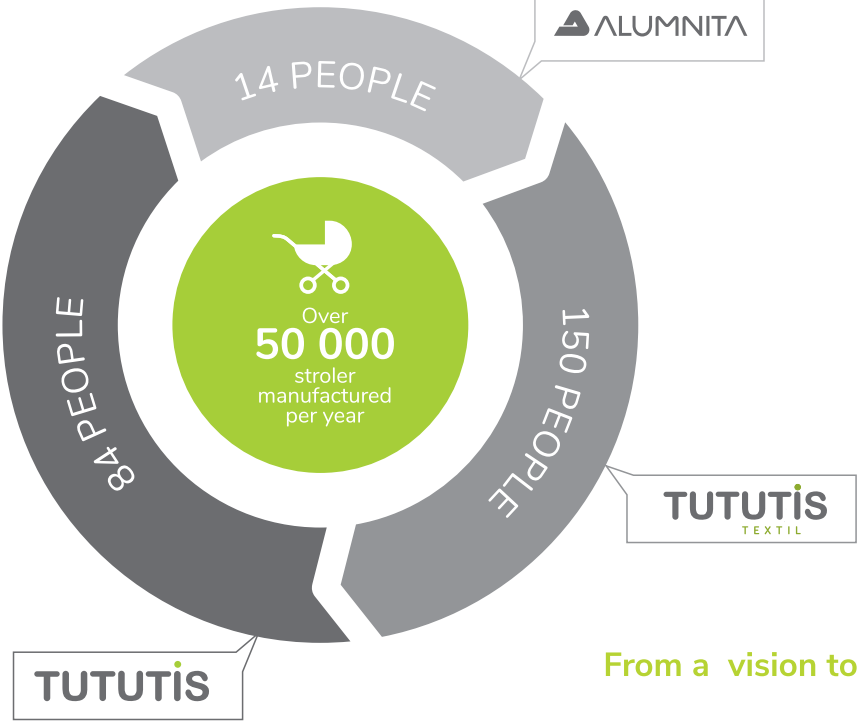 ALUMNITA
14 PEOPLE
150 PEOPLE
84 PEOPLE
Over
50 000
stroler
manufactured
per year
TUTUTIS
TEXTIL
TUTUTIS
From a vision to